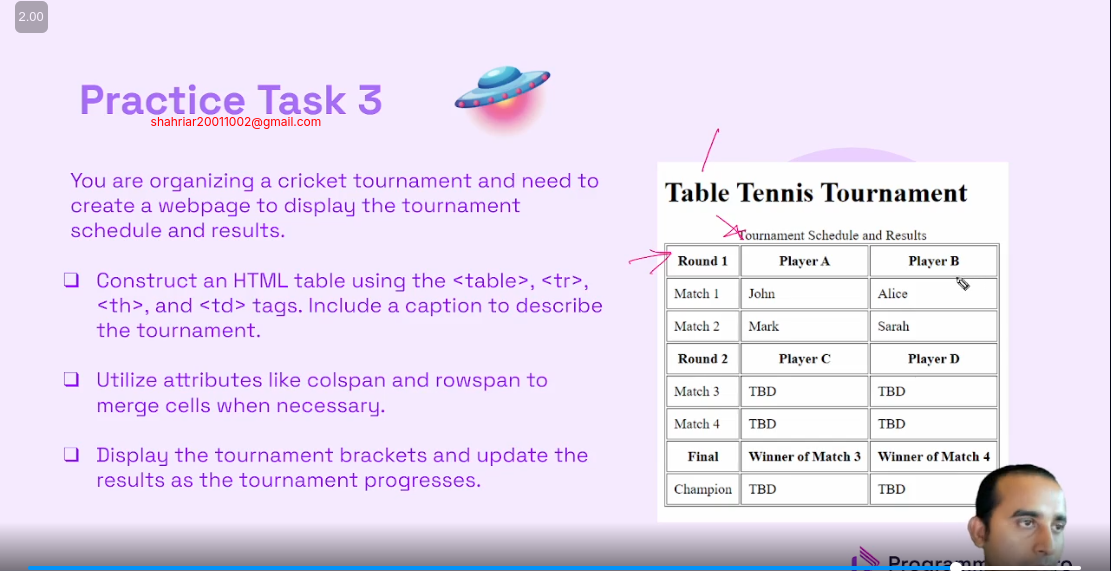 2.00
Practice Task 3
shahriar20011002@gmail.com
You are organizing a cricket tournament and need to
create a webpage to display the tournament
schedule and results.
❑ Construct an HTML table using the <table>, <tr>,
<th>, and <td> tags. Include a caption to describe
the tournament.
❑ Utilize attributes like colspan and rowspan to
merge cells when necessary.
❑ Display the tournament brackets and update the
results as the tournament progresses.
Table Tennis Tournament
Tournament Schedule and Results
Round 1 Player A Player B
Match 1 John Alice
Match 2 Mark Sarah
Round 2 Player C Player D
Match 3 TBD TBD
Match 4 TBD TBD
Final Winner of Match 3 Winner of Match 4
Champion TBD TBD